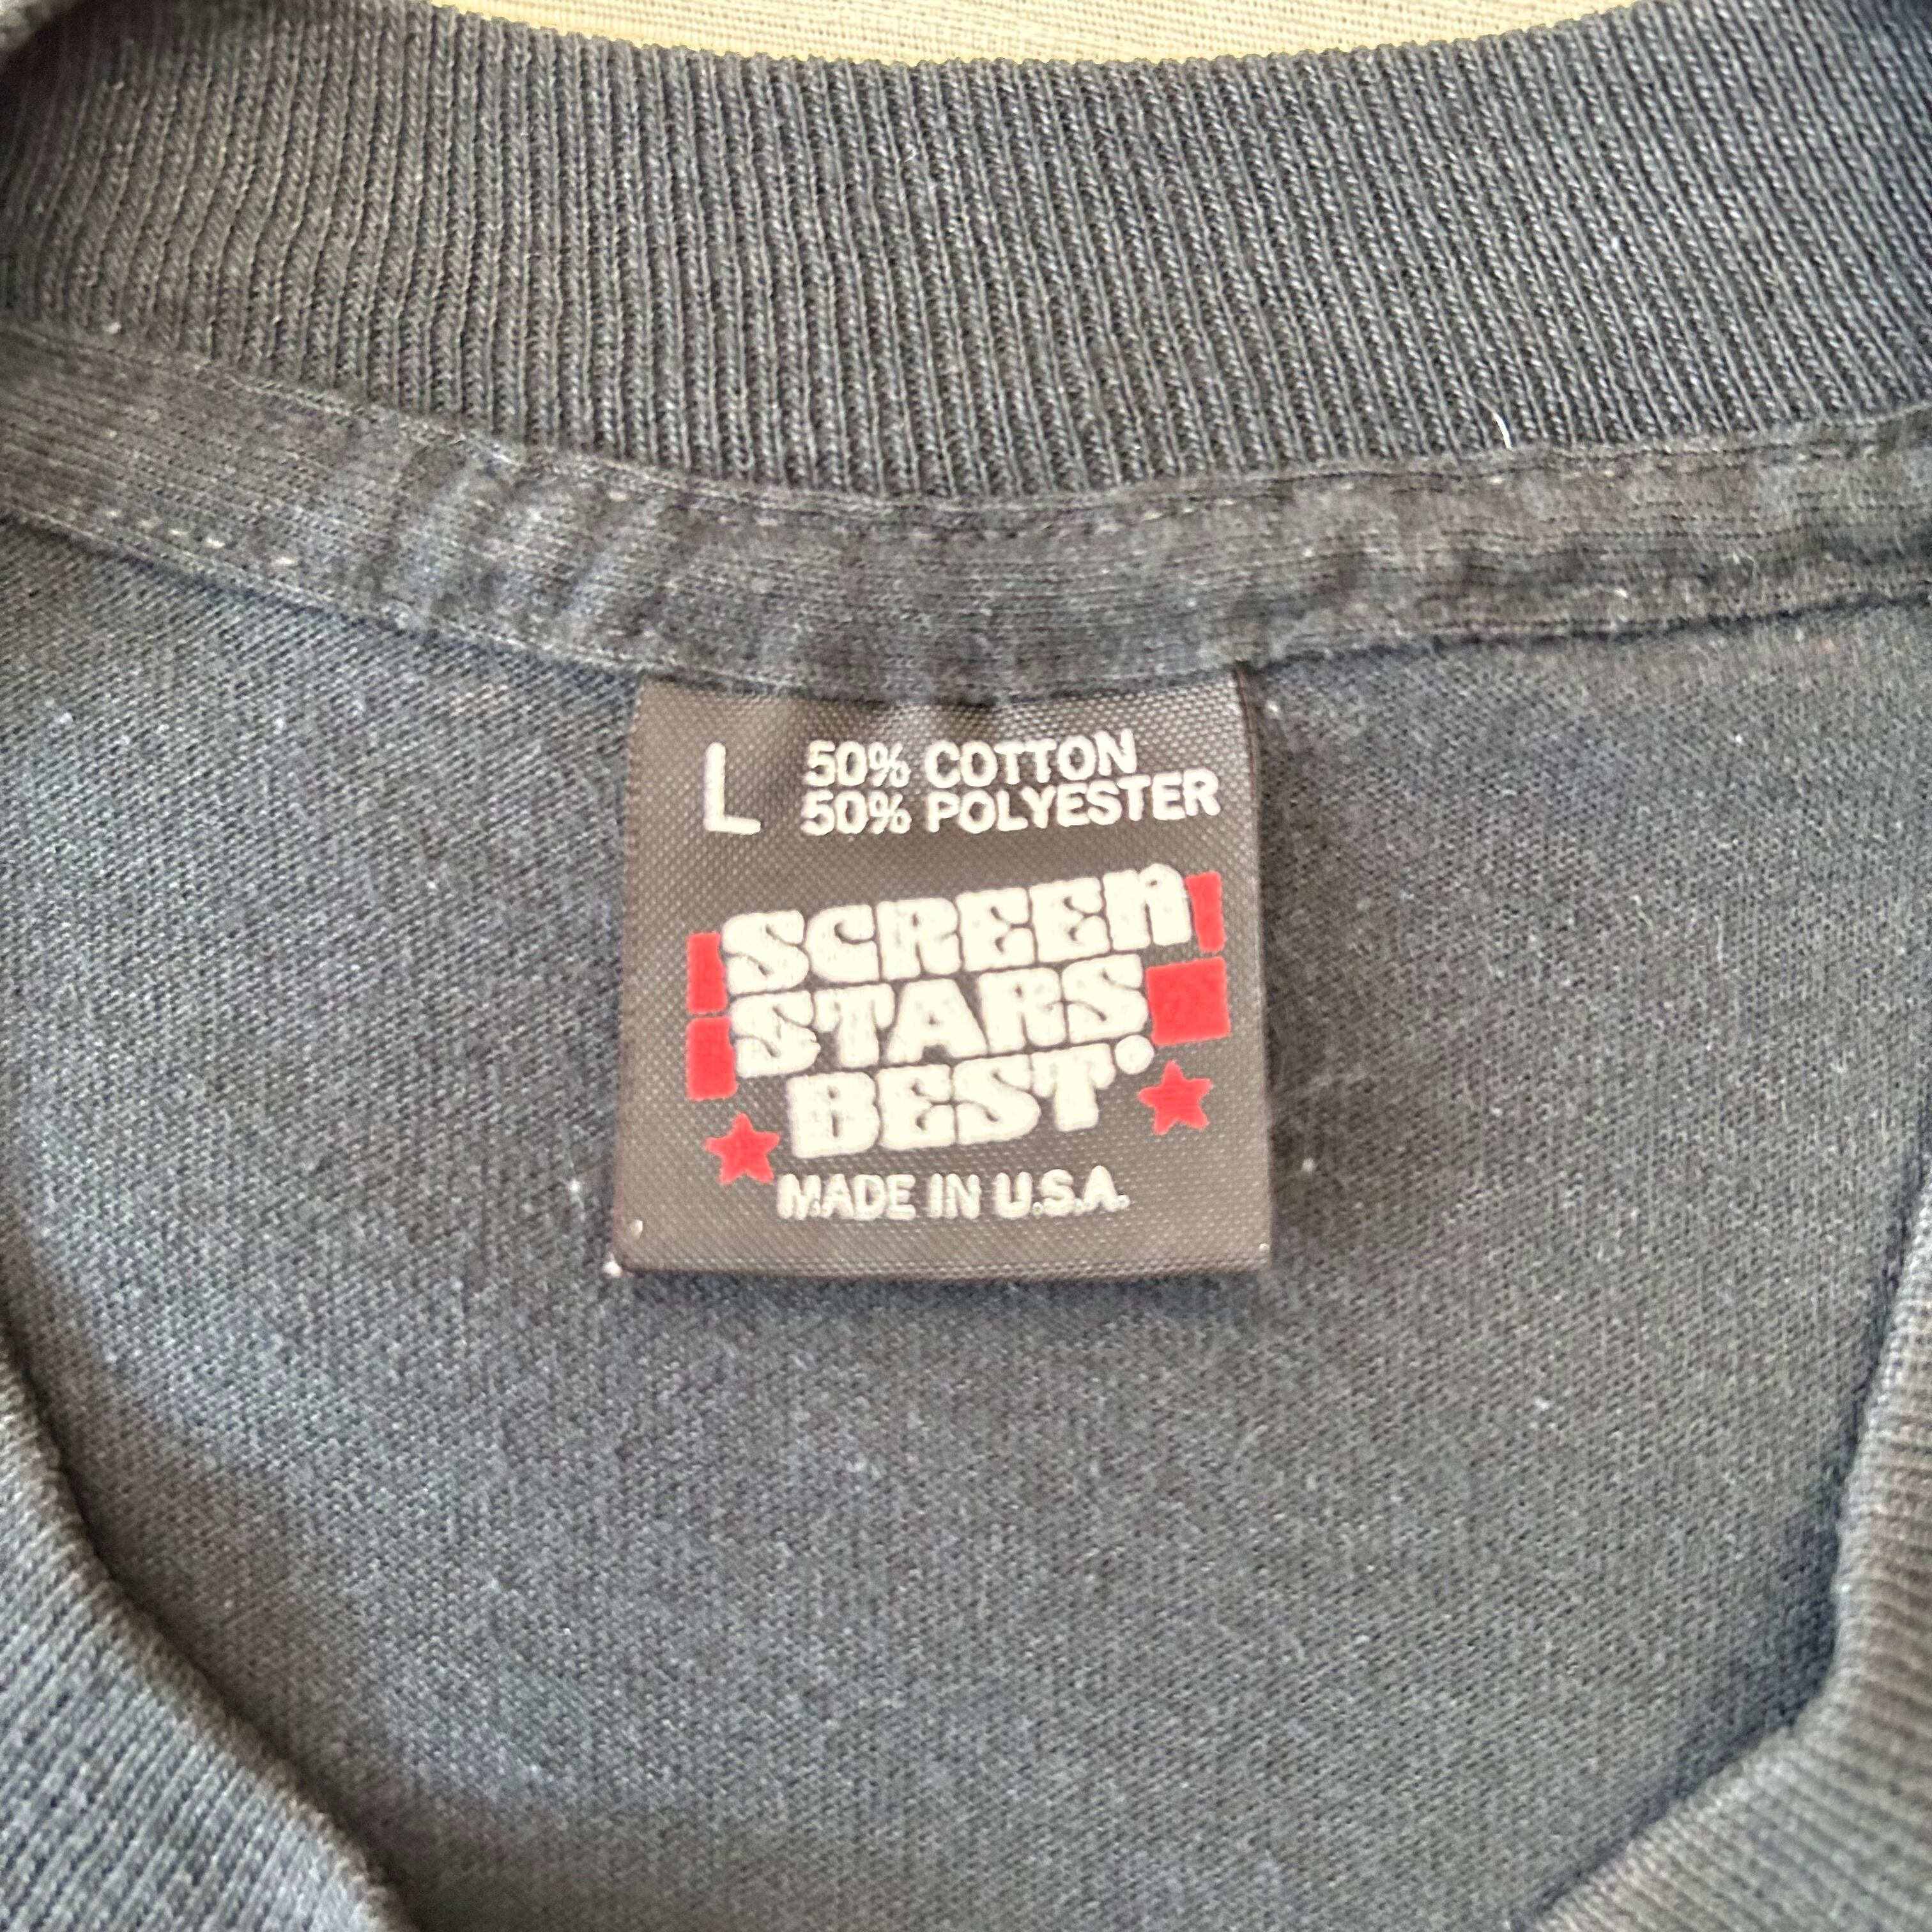 L 50% COTTON
50% POLYESTER
SCREEN
STARS
BEST
MADE IN U.S.A.